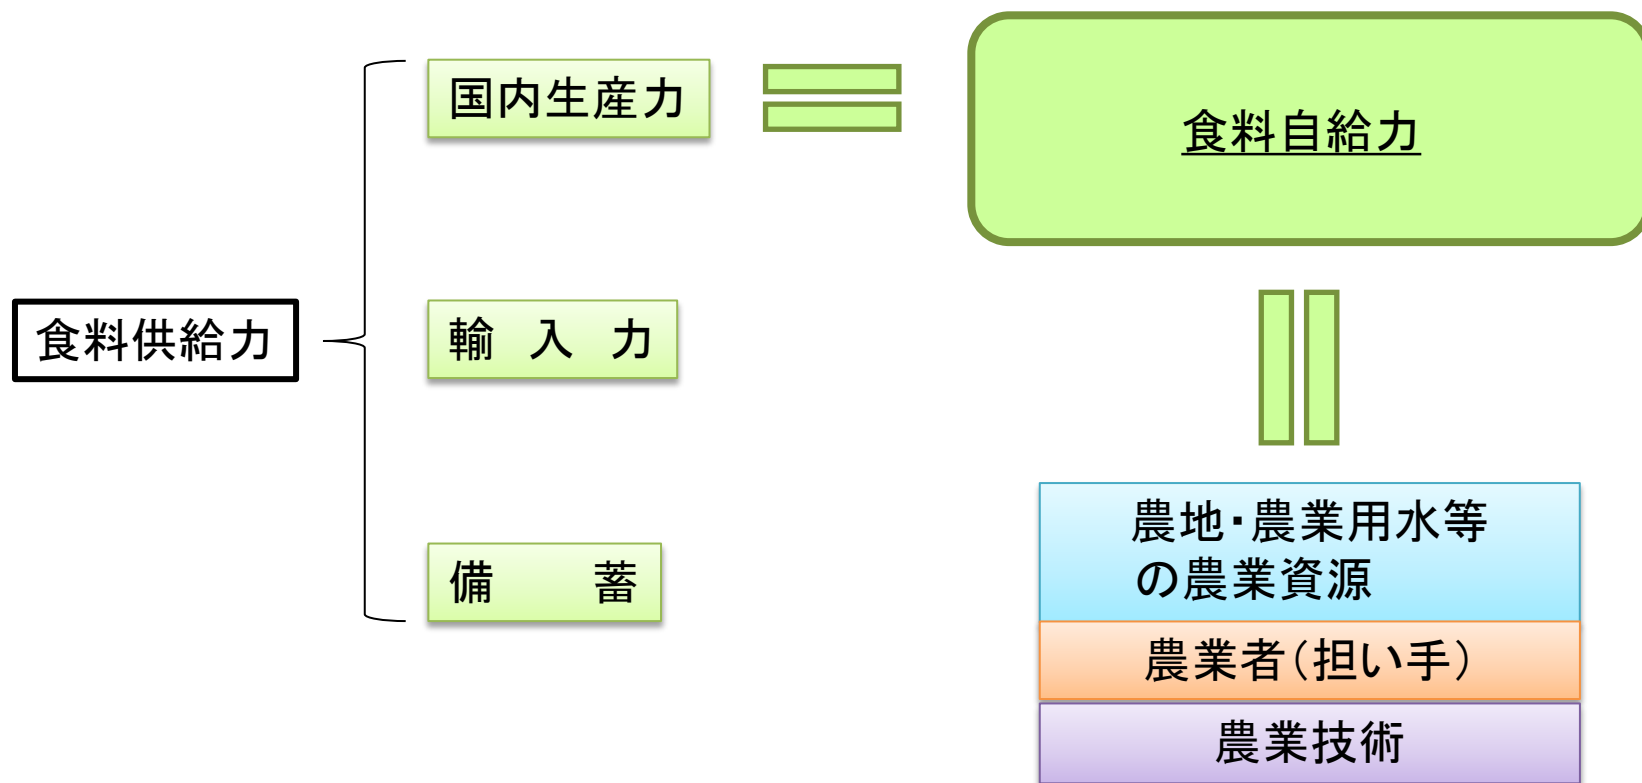 国内生産力
食料自給力
食料供給力
輸 入 力
備 蓄
農地・農業用水等
の農業資源
農業者（担い手）
農業技術